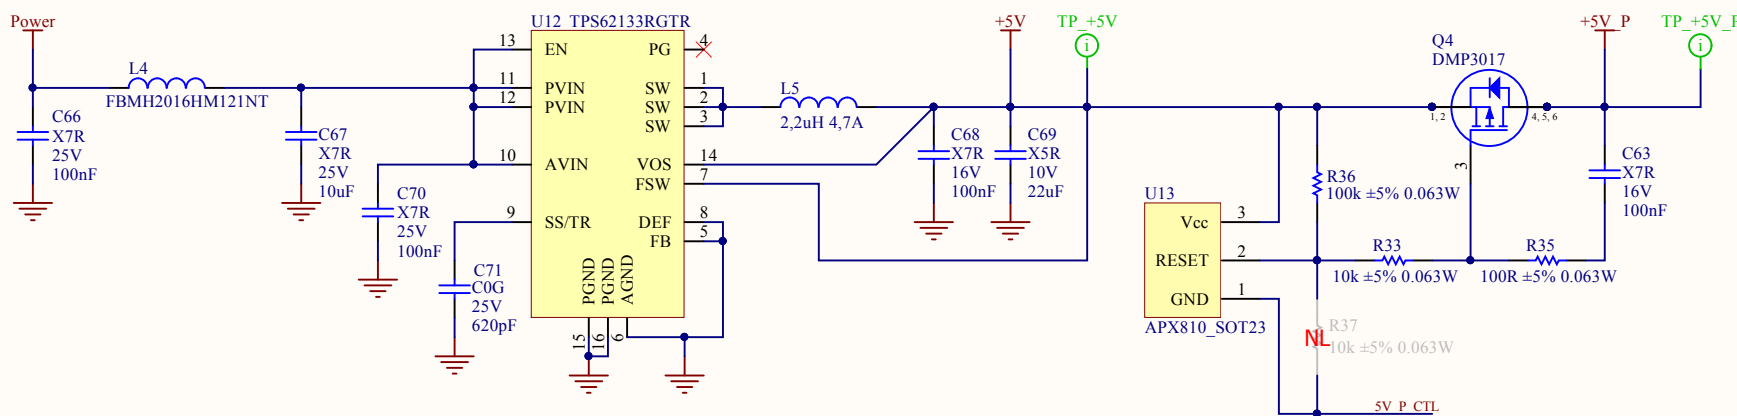 Power
L4
FBMH2016HM121NT
C66
X7R
25V
100nF
C67
X7R
25V
10uF
C70
X7R
25V
100nF
C71
C0G
25V
620pF
U12 TPS62133RGTR
13 EN
11 PVIN
12 PVIN
10 AVIN
9 SS/TR
PG 4
SW 1
SW 2
SW 3
VOS 14
FSW 7
DEF 8
FB 5
PGND 15
PGND 16
AGND 6
L5
2,2uH 4,7A
+5V
TP_+5V
i
C68
X7R
16V
100nF
C69
X5R
10V
22uF
U13
Vcc 3
RESET 2
GND 1
APX810_SOT23
R36
100k ±5% 0.063W
R33
10k ±5% 0.063W
R35
100R ±5% 0.063W
NL
R37
10k ±5% 0.063W
5V_P_CTL
Q4
DMP3017
1, 2
4, 5, 6
3
+5V_P
TP_+5V_P
i
C63
X7R
16V
100nF